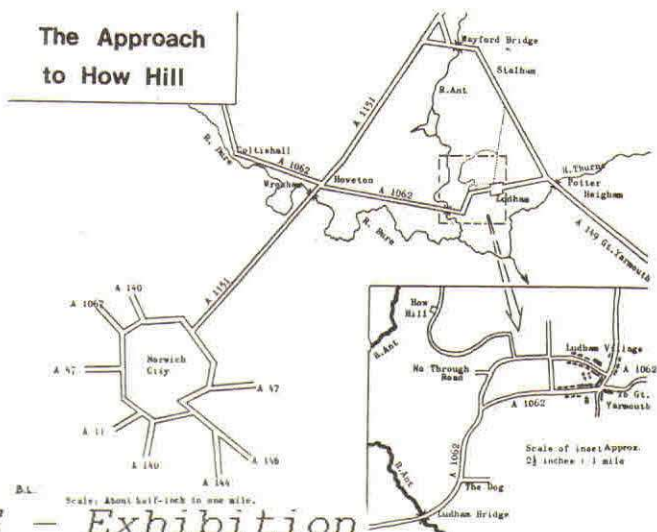 The Approach
to How Hill
Wayford Bridge
Stalham
R.Ant
A 1151
Coltishall
R. Bure
A 1062
Wroxham
Hoveton
A 1062
R. Bure
Ludham
R.Thurne
Potter
Heigham
A 149 Gt.Yarmouth
A 1151
A 140
A 1067
Norwich
City
A 47
A 47
A 11
A 140
A 144
A 146
How
Hill
R.Ant
No Through
Road
Ludham Village
A 1062
A 1062
To Gt.
Yarmouth
A 1062
Scale of inset Approx.
2½ inches : 1 mile
The Dog
R.Ant
Ludham Bridge
B.L.
Scale: About half-inch to one mile.
- Exhibition